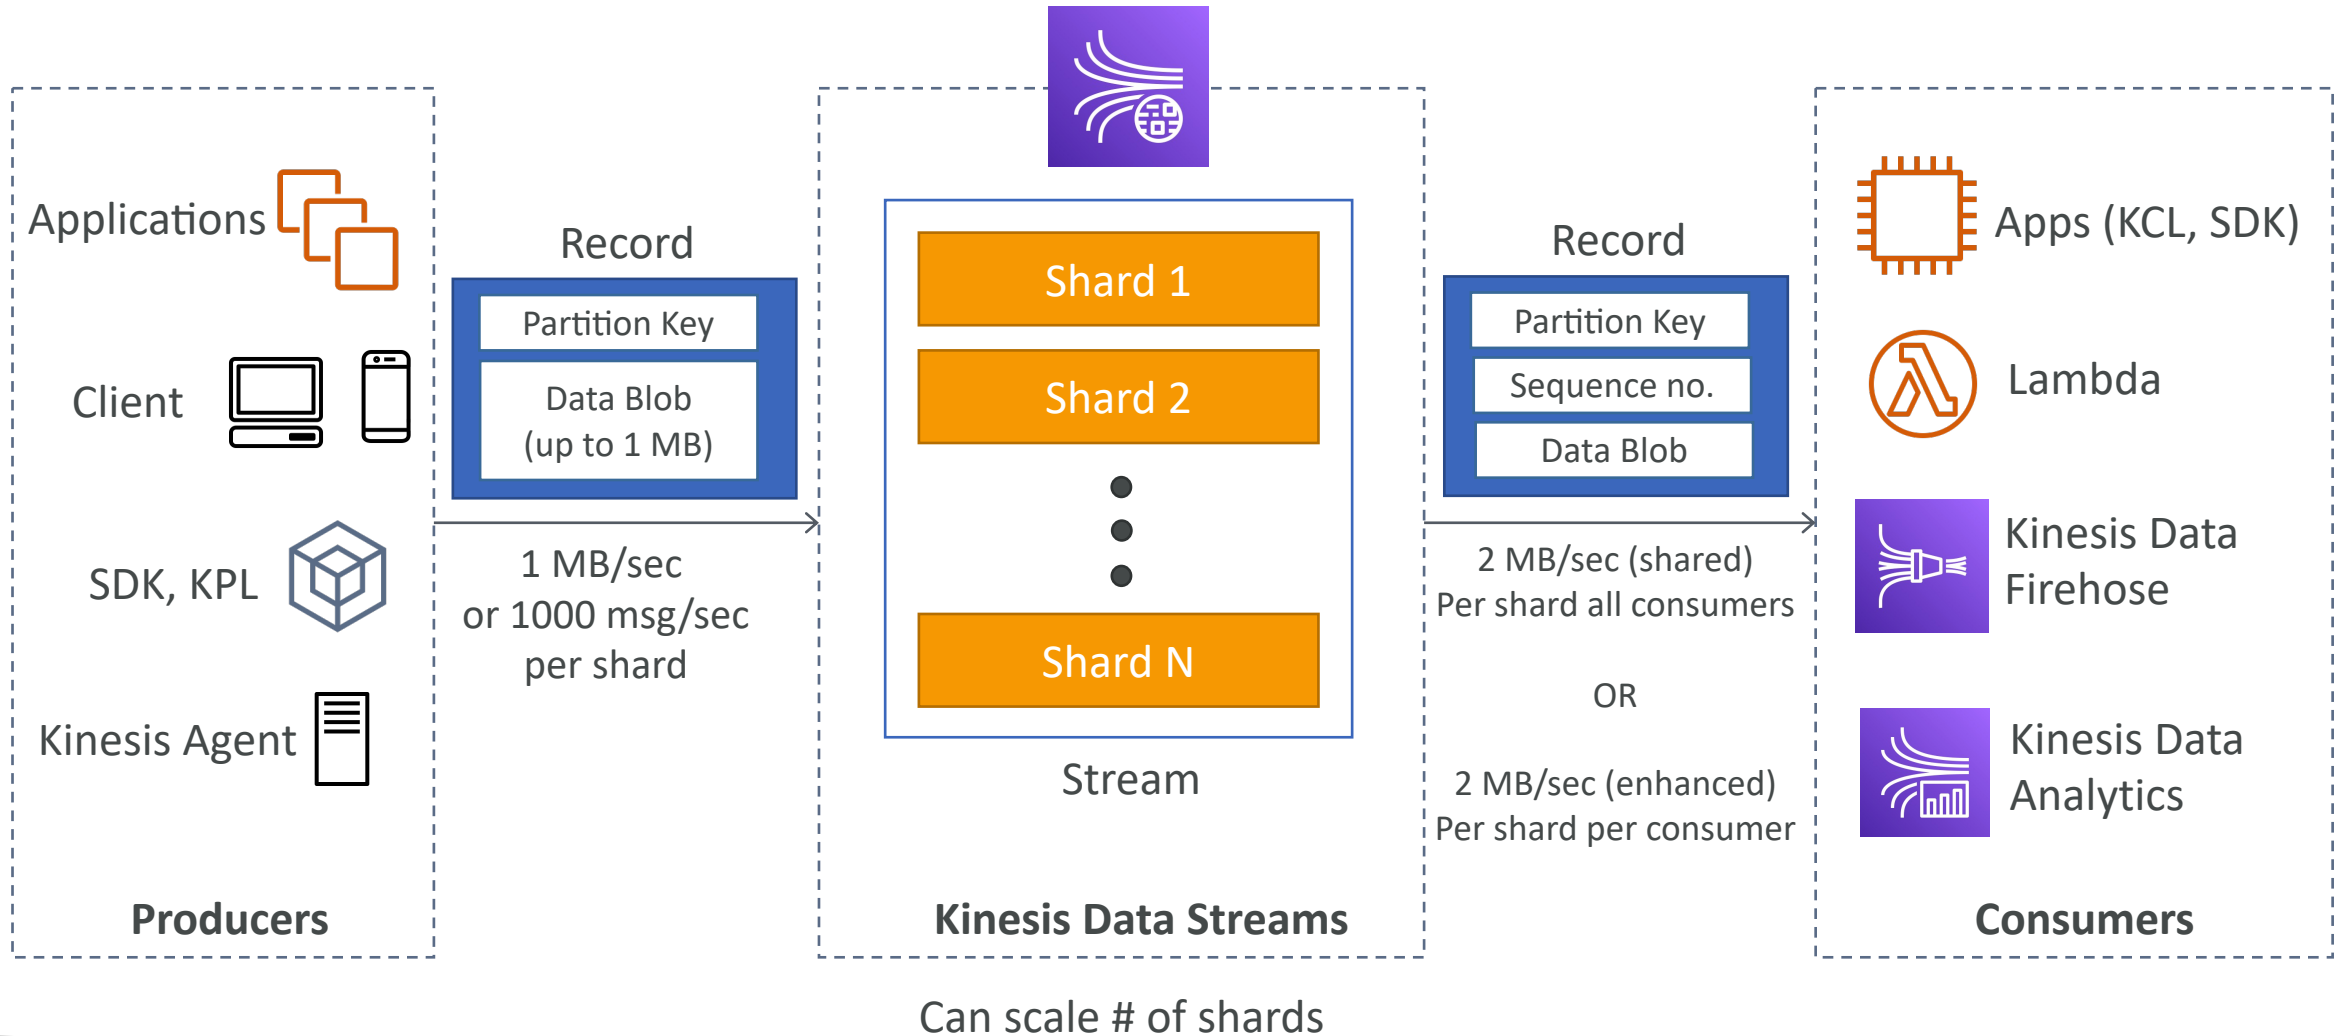 Applications
Client
SDK, KPL
Kinesis Agent
Producers
Record
Partition Key
Data Blob
(up to 1 MB)
1 MB/sec
or 1000 msg/sec
per shard
Shard 1
Shard 2
Shard N
Stream
Kinesis Data Streams
Can scale # of shards
Record
Partition Key
Sequence no.
Data Blob
2 MB/sec (shared)
Per shard all consumers
OR
2 MB/sec (enhanced)
Per shard per consumer
Apps (KCL, SDK)
Lambda
Kinesis Data
Firehose
Kinesis Data
Analytics
Consumers